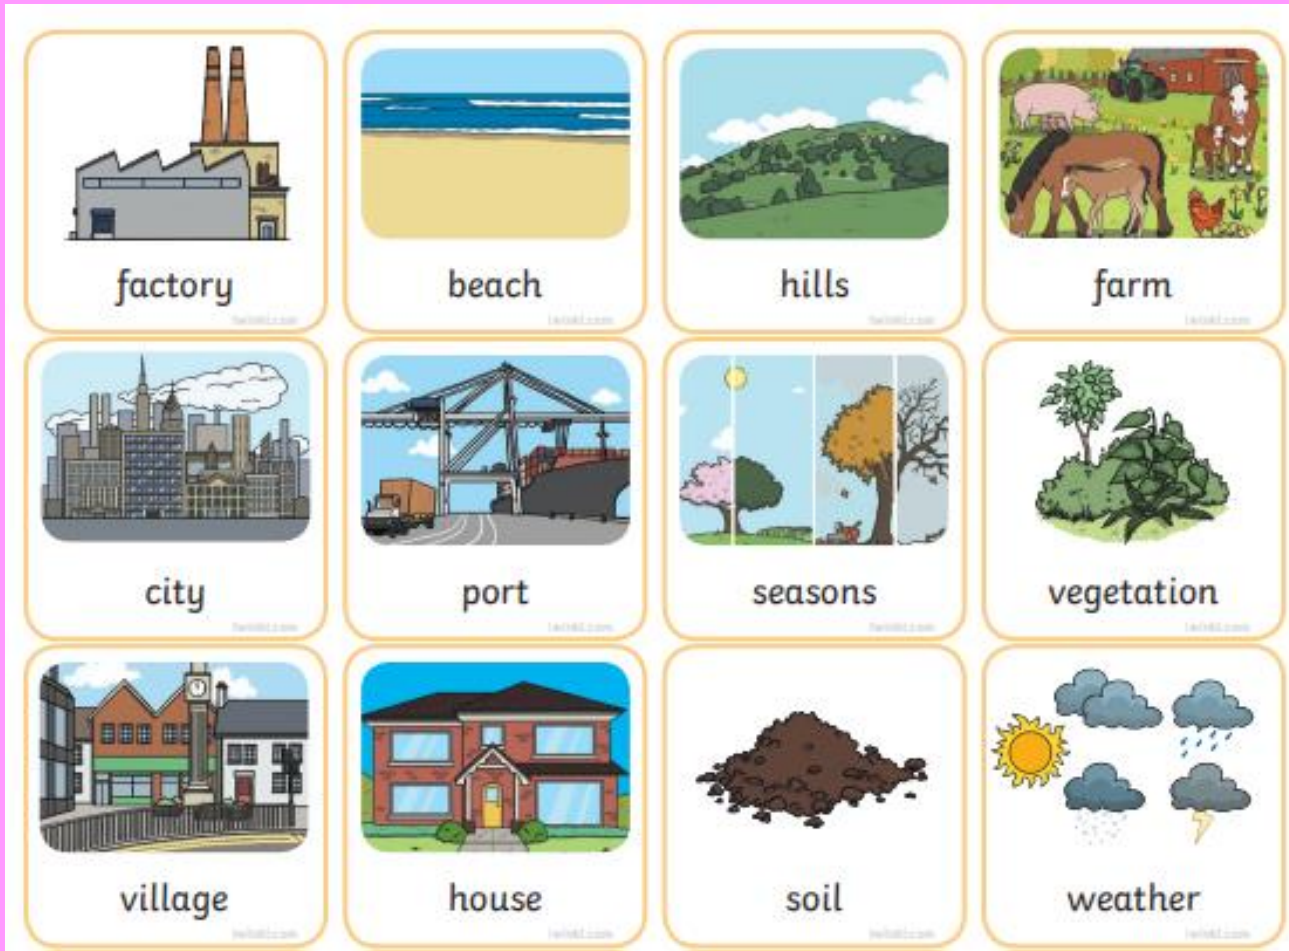 factory
beach
hills
farm
city
port
seasons
vegetation
village
house
soil
weather